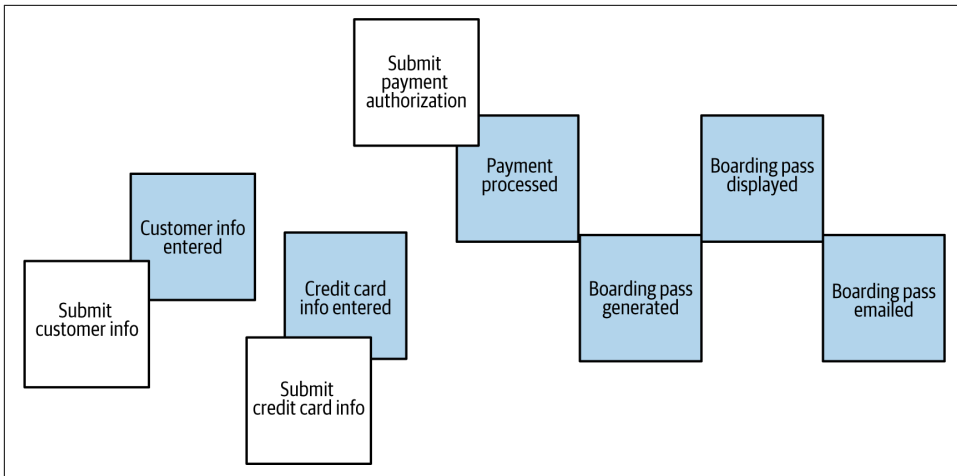 Submit
payment
authorization
Payment
processed
Boarding pass
displayed
Customer info
entered
Credit card
info entered
Boarding pass
generated
Boarding pass
emailed
Submit
customer info
Submit
credit card info